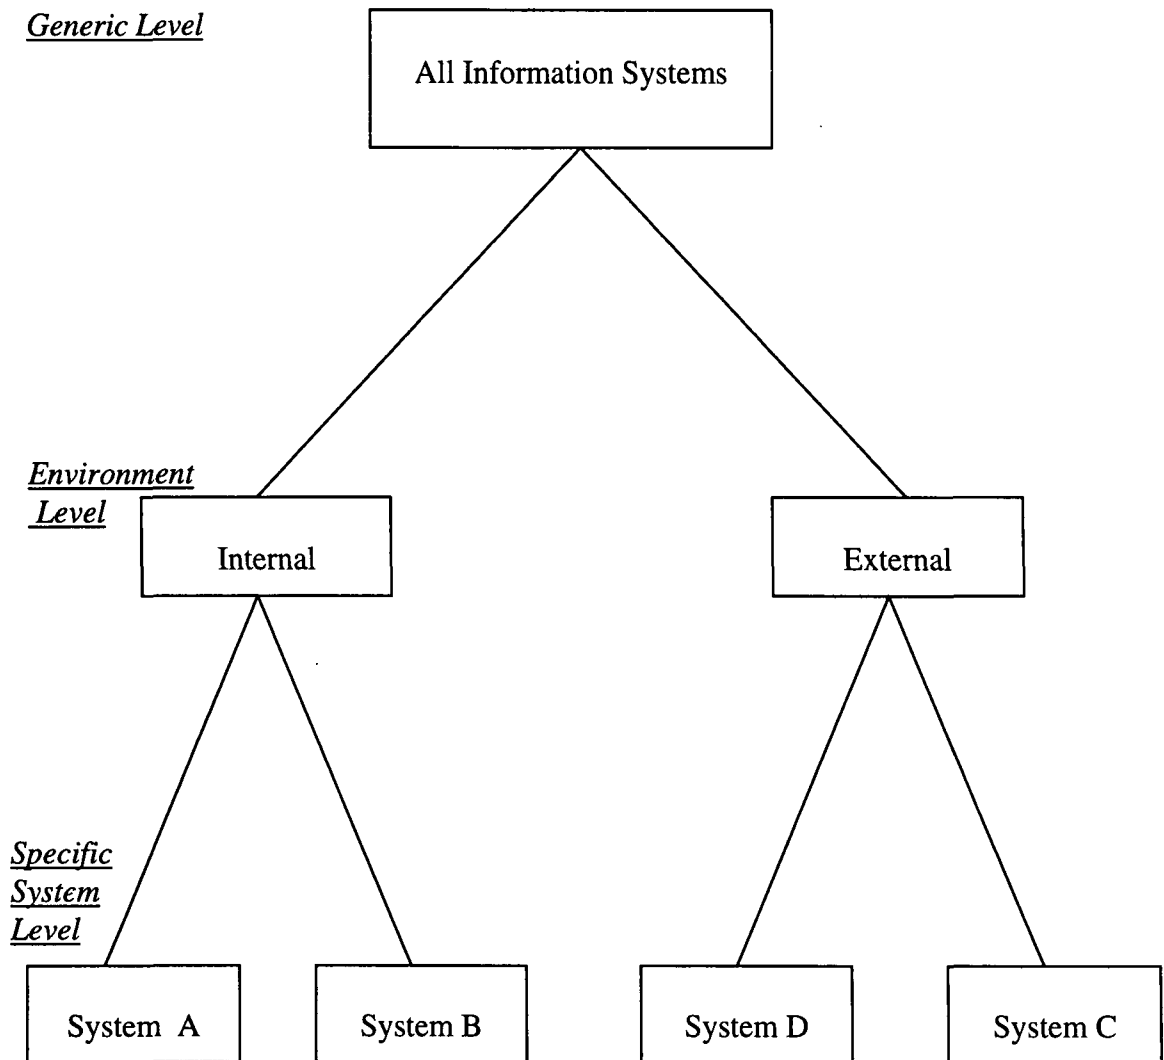 Generic Level
All Information Systems
Environment
Level
Internal
External
Specific
System
Level
System A
System B
System D
System C